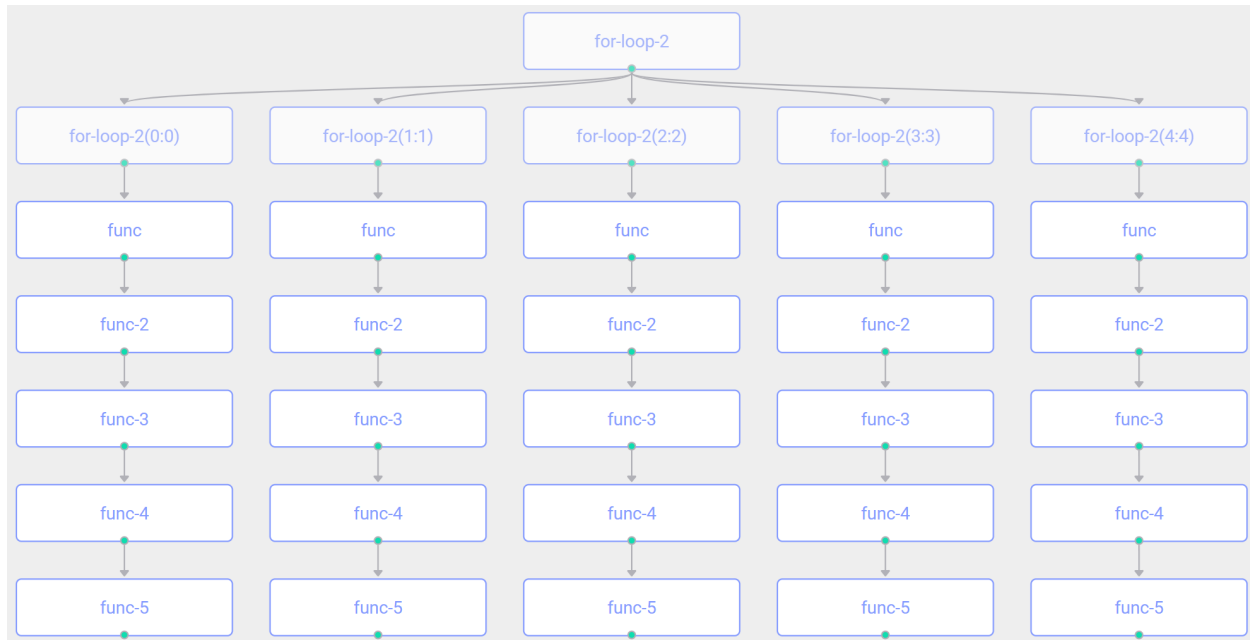 for-loop-2
for-loop-2(0:0)
for-loop-2(1:1)
for-loop-2(2:2)
for-loop-2(3:3)
for-loop-2(4:4)
func
func
func
func
func
func-2
func-2
func-2
func-2
func-2
func-3
func-3
func-3
func-3
func-3
func-4
func-4
func-4
func-4
func-4
func-5
func-5
func-5
func-5
func-5